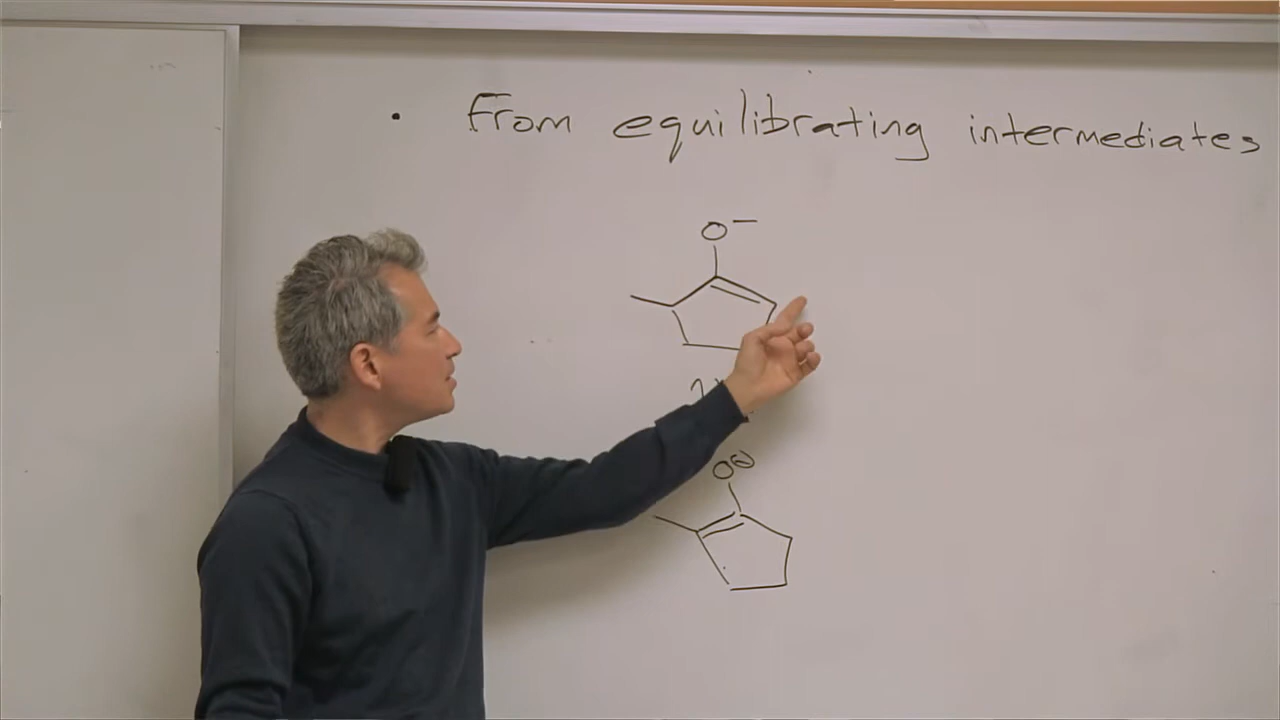 • From equilibrating intermediates
O⁻
O⊖